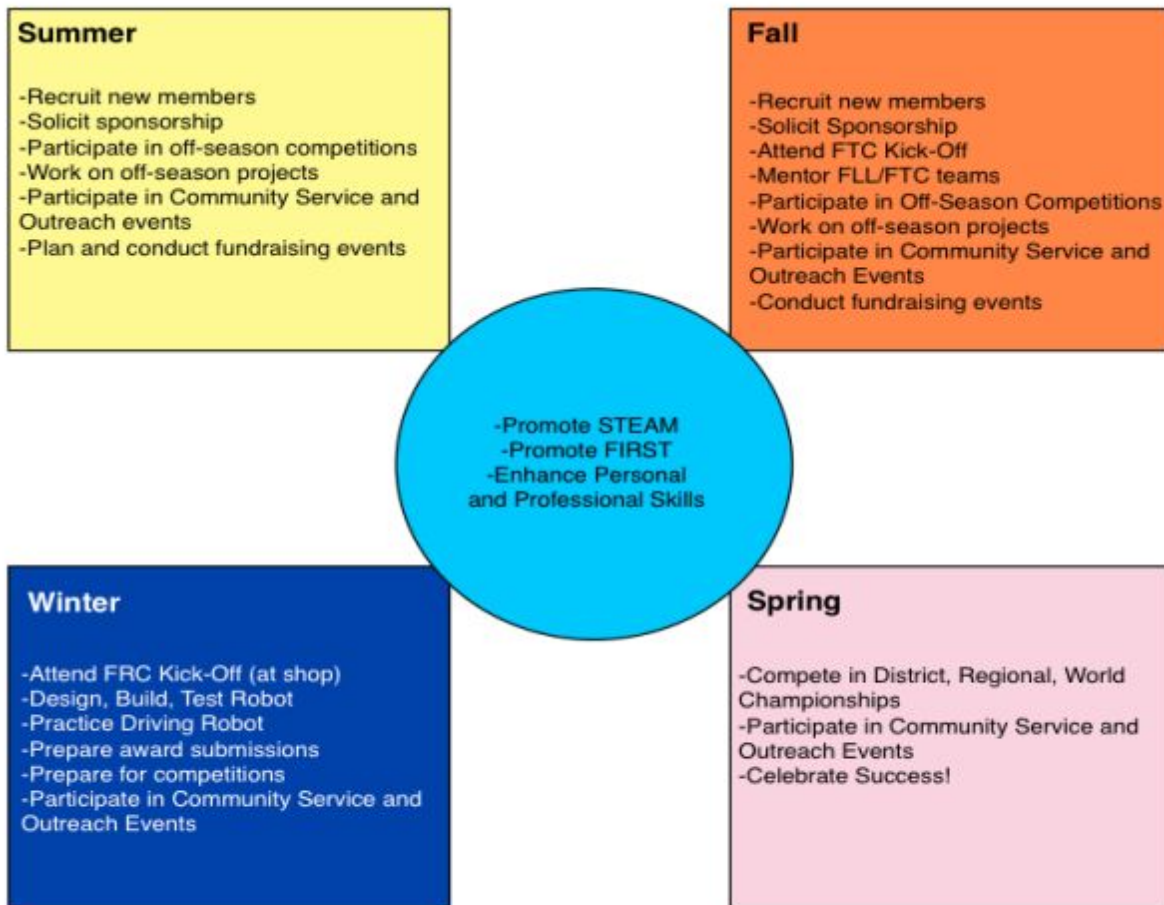 Summer
-Recruit new members
-Solicit sponsorship
-Participate in off-season competitions
-Work on off-season projects
-Participate in Community Service and
Outreach events
-Plan and conduct fundraising events
Fall
-Recruit new members
-Solicit Sponsorship
-Attend FTC Kick-Off
-Mentor FLL/FTC teams
-Participate in Off-Season Competitions
-Work on off-season projects
-Participate in Community Service and
Outreach Events
-Conduct fundraising events
-Promote STEAM
-Promote FIRST
-Enhance Personal
and Professional Skills
Winter
-Attend FRC Kick-Off (at shop)
-Design, Build, Test Robot
-Practice Driving Robot
-Prepare award submissions
-Prepare for competitions
-Participate in Community Service and
Outreach Events
Spring
-Compete in District, Regional, World
Championships
-Participate in Community Service and
Outreach Events
-Celebrate Success!